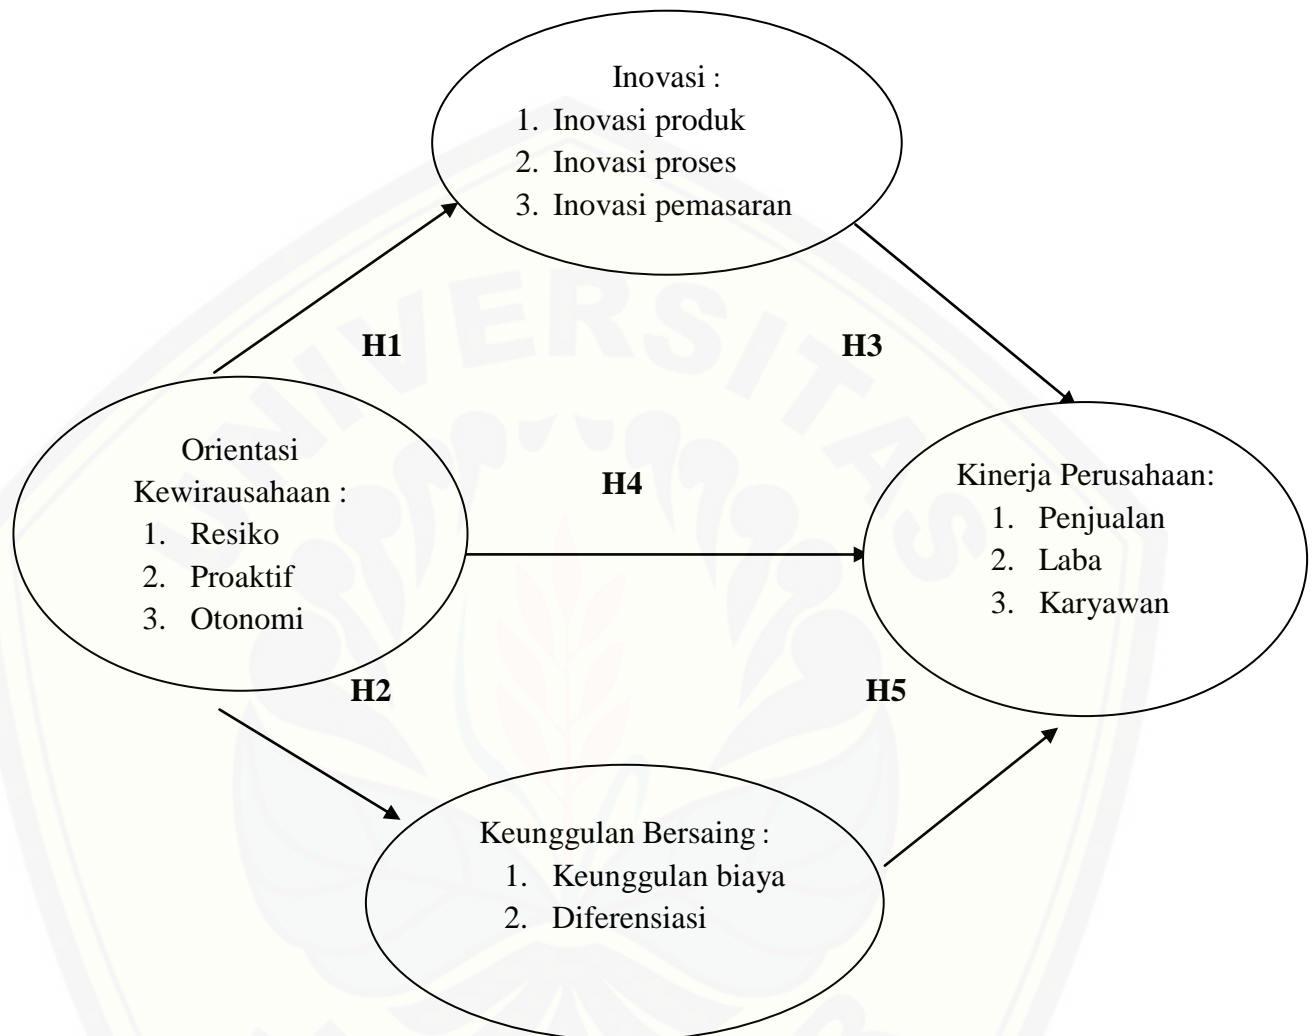 Inovasi :
1. Inovasi produk
2. Inovasi proses
3. Inovasi pemasaran
H1
H3
Orientasi
Kewirausahaan :
1. Resiko
2. Proaktif
3. Otonomi
H4
Kinerja Perusahaan:
1. Penjualan
2. Laba
3. Karyawan
H2
H5
Keunggulan Bersaing :
1. Keunggulan biaya
2. Diferensiasi
UNIVERSITAS